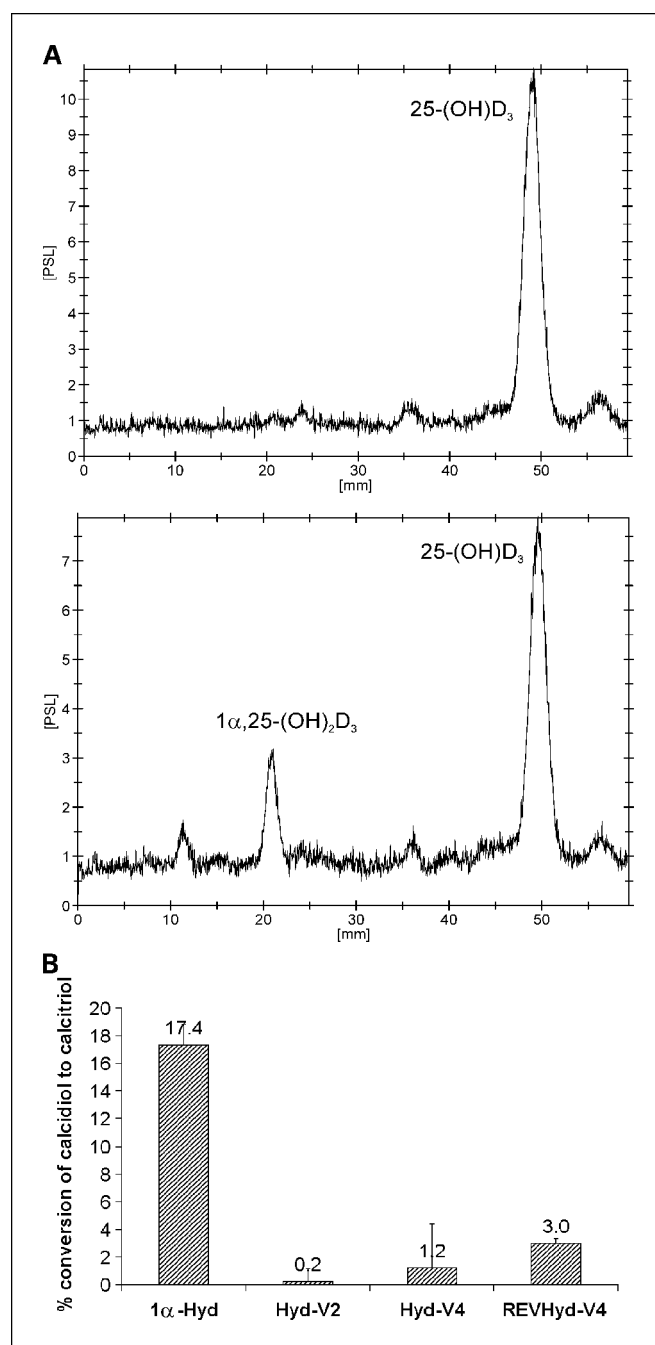 A
25-(OH)D₃
[PSL]
10
9
8
7
6
5
4
3
2
1
0
0 10 20 30 40 50
[mm]
25-(OH)D₃
1α,25-(OH)₂D₃
[PSL]
7
6
5
4
3
2
1
0
0 10 20 30 40 50
[mm]
B
% conversion of calcidiol to calcitriol
20
18
16
14
12
10
8
6
4
2
0
17.4
0.2
1.2
3.0
1α-Hyd Hyd-V2 Hyd-V4 REVHyd-V4